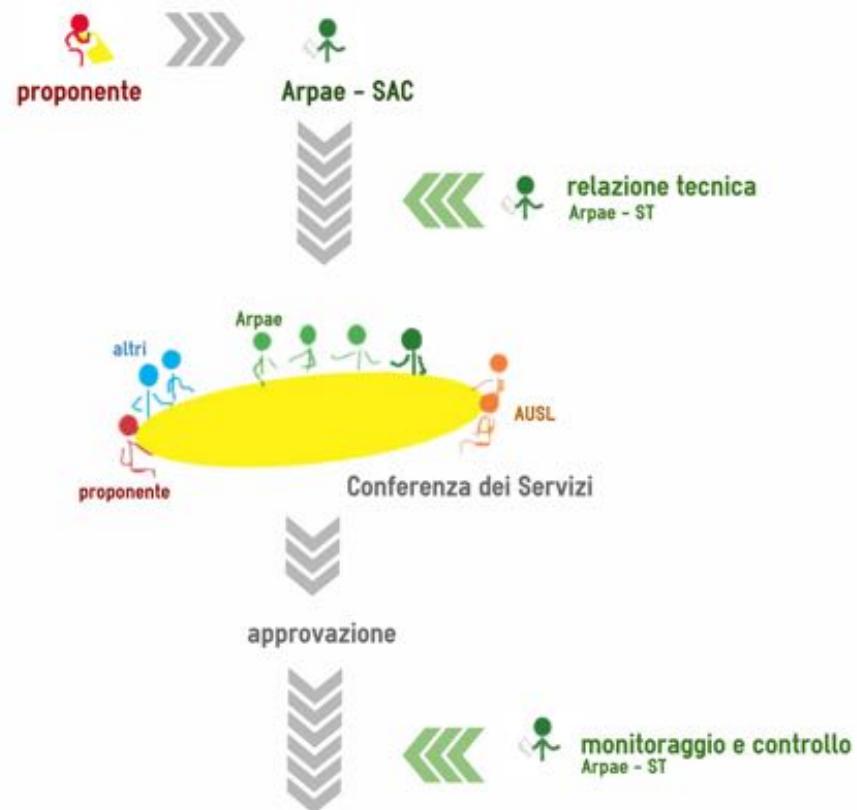 proponente
Arpae - SAC
relazione tecnica
Arpae - ST
Arpae
altri
AUSL
proponente
Conferenza dei Servizi
approvazione
monitoraggio e controllo
Arpae - ST